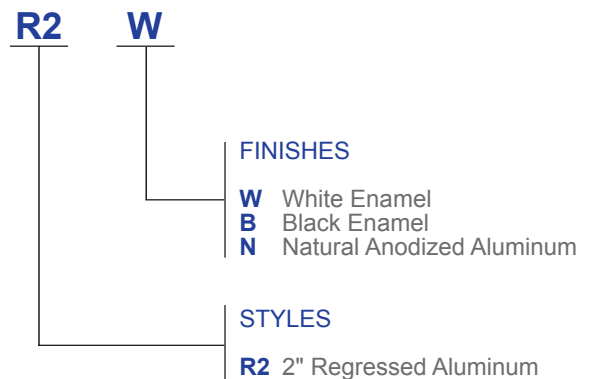 R2 W
FINISHES
W White Enamel
B Black Enamel
N Natural Anodized Aluminum
STYLES
R2 2" Regressed Aluminum